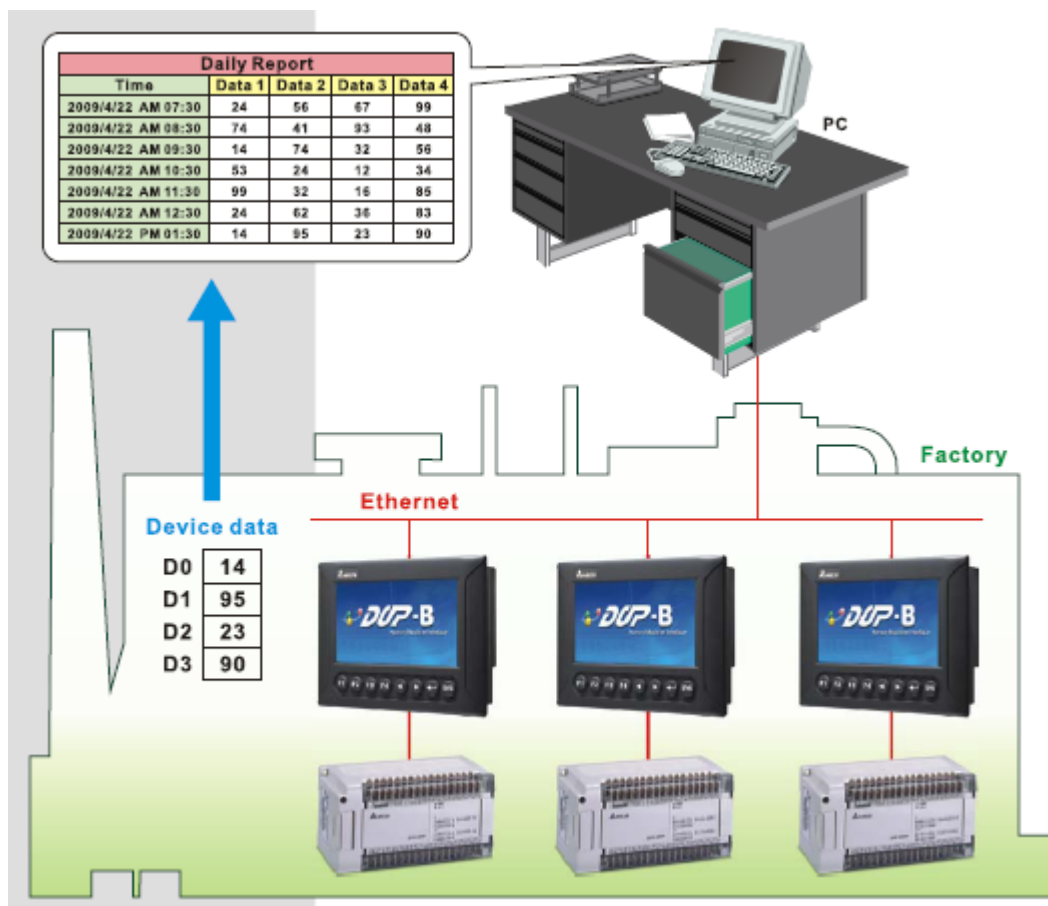 Daily Report
Time Data 1 Data 2 Data 3 Data 4
2009/4/22 AM 07:30 24 56 67 99
2009/4/22 AM 08:30 74 41 93 48
2009/4/22 AM 09:30 14 74 32 56
2009/4/22 AM 10:30 53 24 12 34
2009/4/22 AM 11:30 99 32 16 85
2009/4/22 AM 12:30 24 62 36 83
2009/4/22 PM 01:30 14 95 23 90
PC
Factory
Ethernet
Device data
D0 14
D1 95
D2 23
D3 90
DOP-B
DOP-B
DOP-B